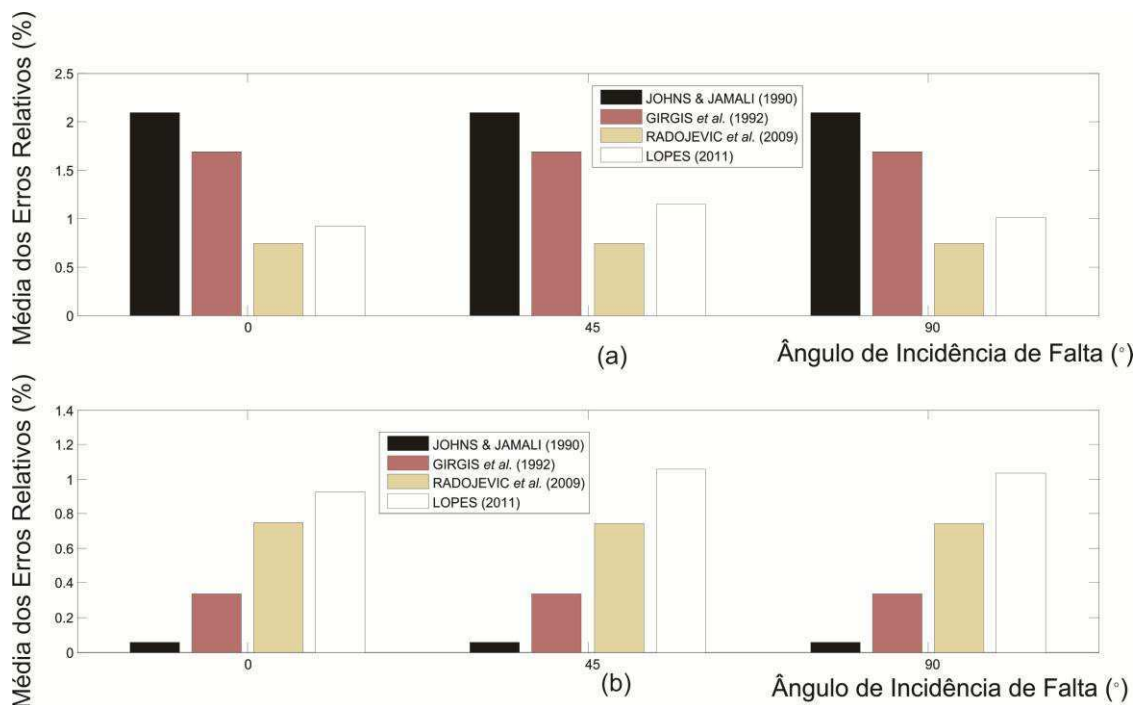 Média dos Erros Relativos (%)
2.5
2
1.5
1
0.5
0
JOHNS & JAMALI (1990)
GIRGIS et al. (1992)
RADOJEVIC et al. (2009)
LOPES (2011)
0
45
90
(a)
Ângulo de Incidência de Falta (°)
Média dos Erros Relativos (%)
1.4
1.2
1
0.8
0.6
0.4
0.2
0
JOHNS & JAMALI (1990)
GIRGIS et al. (1992)
RADOJEVIC et al. (2009)
LOPES (2011)
0
45
90
(b)
Ângulo de Incidência de Falta (°)